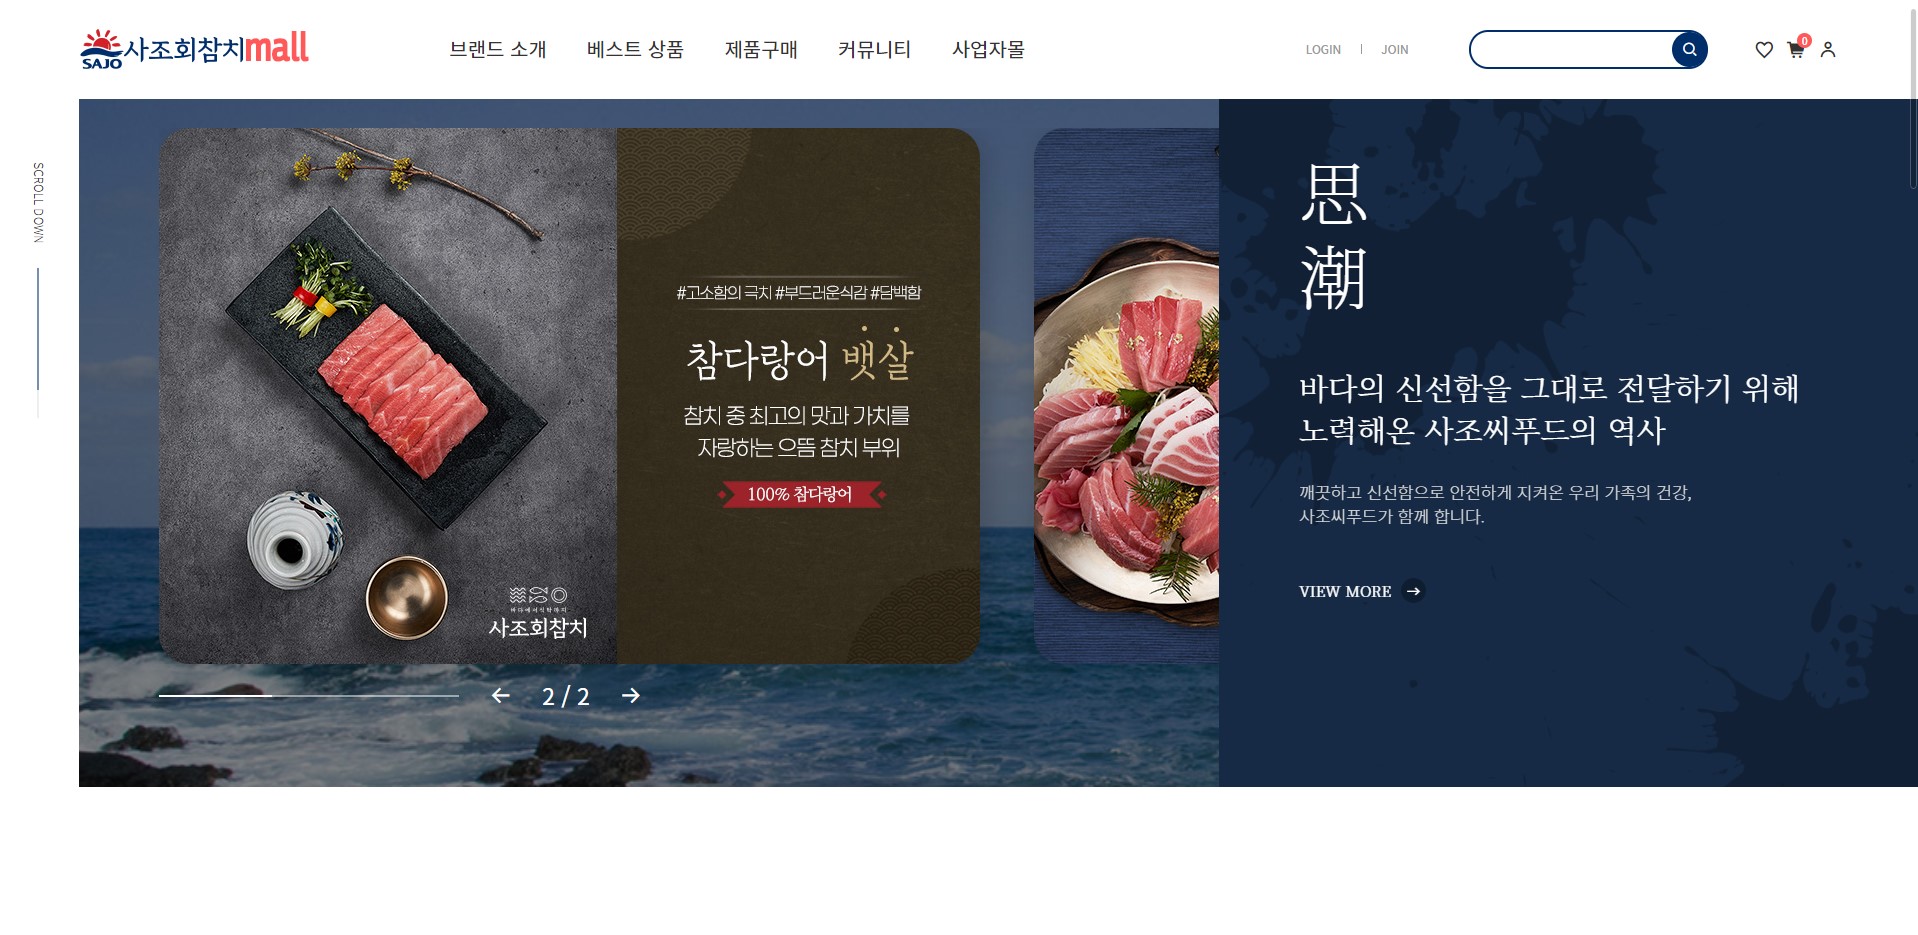 SAJO 사조회참치mall
브랜드 소개
베스트 상품
제품구매
커뮤니티
사업자몰
LOGIN
JOIN
0
SCROLL DOWN
#고소함의 극치 #부드러운식감 #담백함
참다랑어 뱃살
참치 중 최고의 맛과 가치를
자랑하는 으뜸 참치 부위
100% 참다랑어
바다에서식탁까지
사조회참치
2 / 2
思
潮
바다의 신선함을 그대로 전달하기 위해
노력해온 사조씨푸드의 역사
깨끗하고 신선함으로 안전하게 지켜온 우리 가족의 건강,
사조씨푸드가 함께 합니다.
VIEW MORE